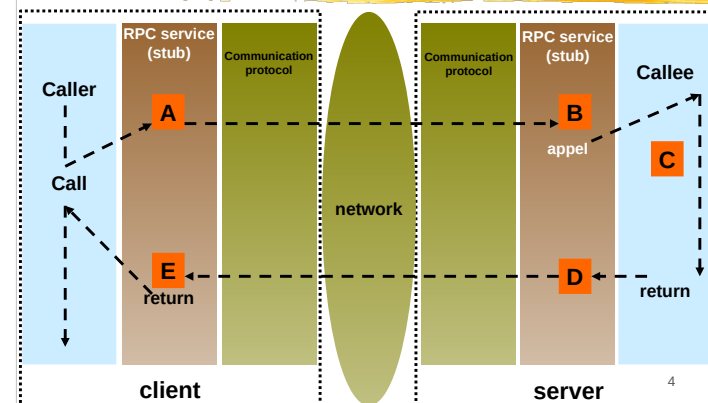 RPC service
(stub)
Communication
protocol
Communication
protocol
RPC service
(stub)
Caller
Callee
A
B
appel
C
Call
network
E
return
D
return
client
server
4